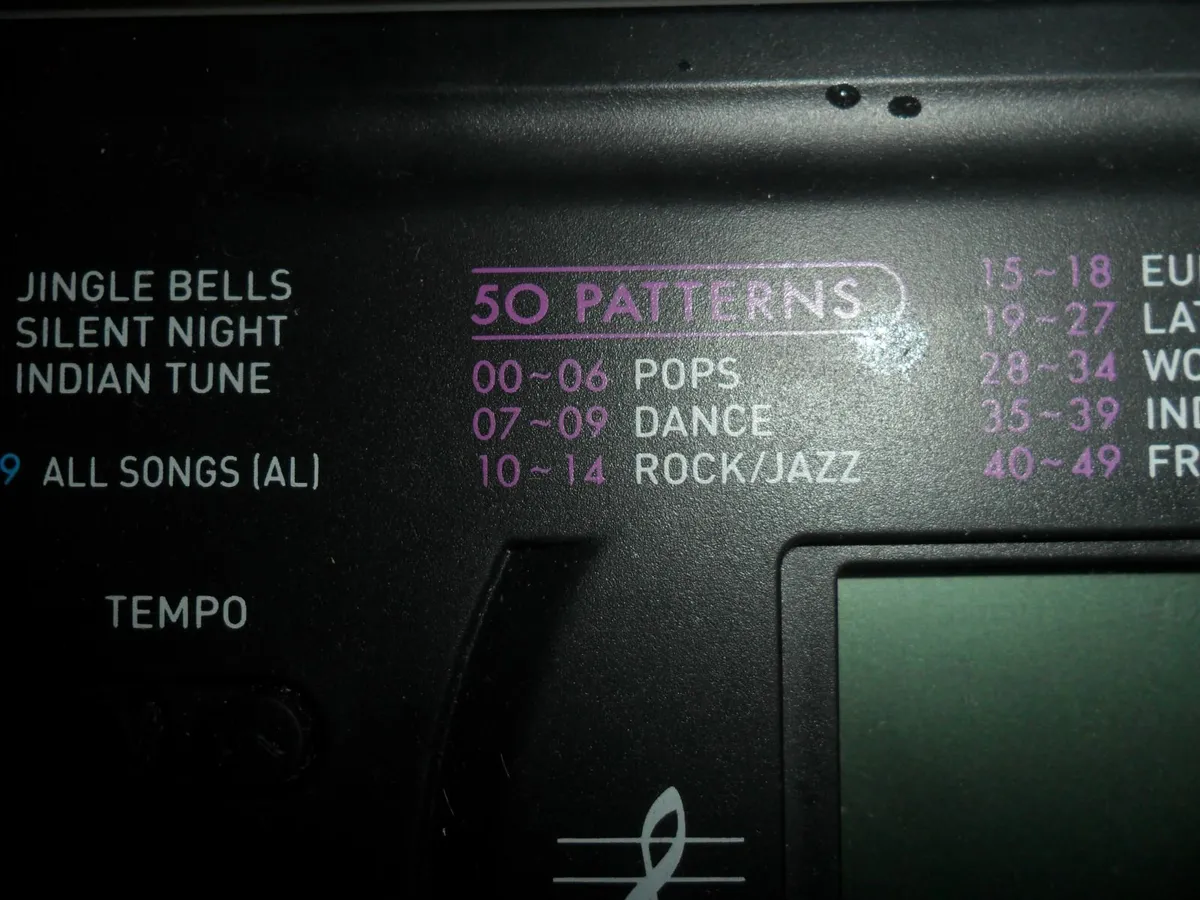 JINGLE BELLS
SILENT NIGHT
INDIAN TUNE
9 ALL SONGS (AL)
TEMPO
50 PATTERNS
00~06 POPS
07~09 DANCE
10~14 ROCK/JAZZ
15~18
19~27
28~34
35~39
40~49